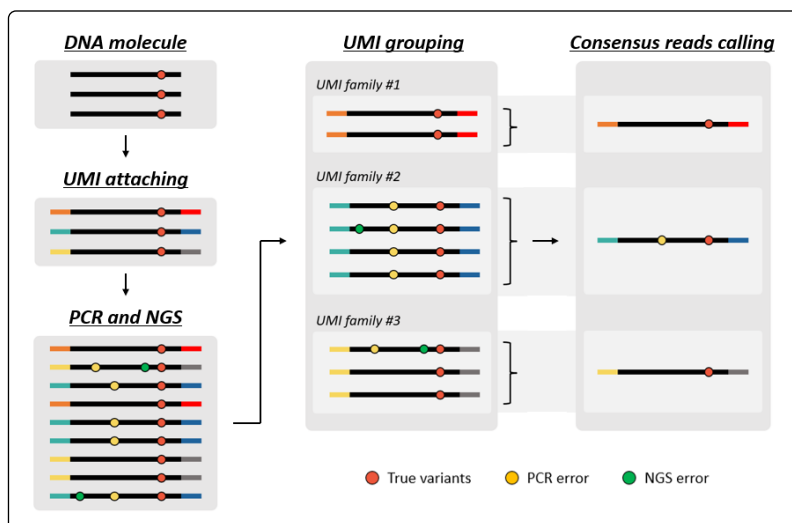 DNA molecule
UMI attaching
PCR and NGS
UMI grouping
UMI family #1
UMI family #2
UMI family #3
Consensus reads calling
True variants
PCR error
NGS error